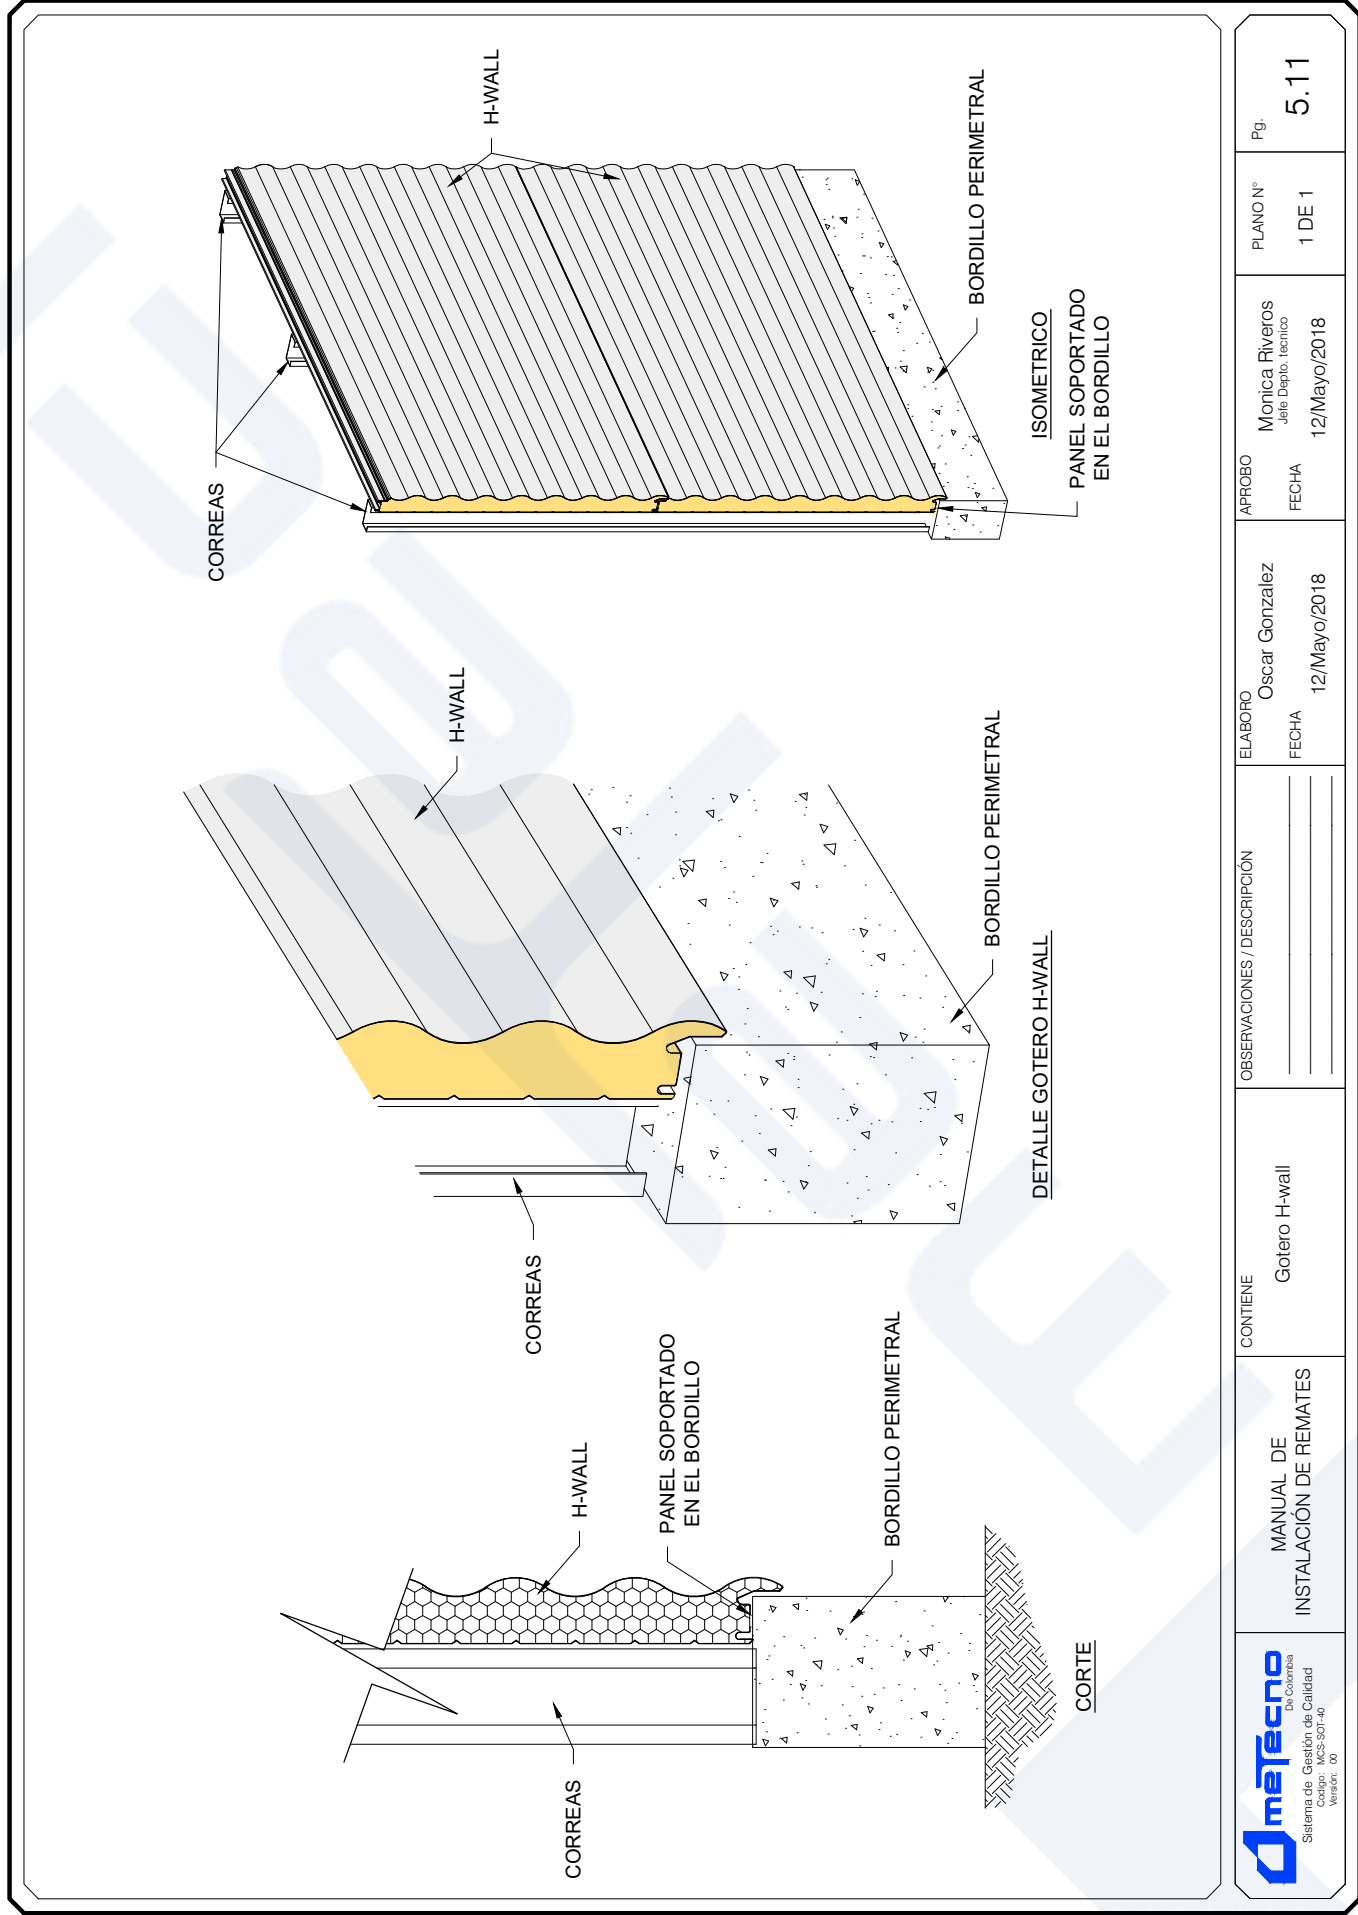 CORREAS
H-WALL
PANEL SOPORTADO
EN EL BORDILLO
BORDILLO PERIMETRAL
CORTE
CORREAS
H-WALL
BORDILLO PERIMETRAL
DETALLE GOTERO H-WALL
CORREAS
H-WALL
BORDILLO PERIMETRAL
ISOMETRICO
PANEL SOPORTADO
EN EL BORDILLO
meTecno
De Colombia
Sistema de Gestión de Calidad
Codigo: MCS-SOT-40
Versión: 00
MANUAL DE
INSTALACIÓN DE REMATES
CONTIENE
Gotero H-wall
OBSERVACIONES / DESCRIPCIÓN
ELABORO
Oscar Gonzalez
FECHA
12/Mayo/2018
APROBO
Monica Riveros
Jefe Depto. tecnico
FECHA
12/Mayo/2018
PLANO N°
1 DE 1
Pg.
5.11